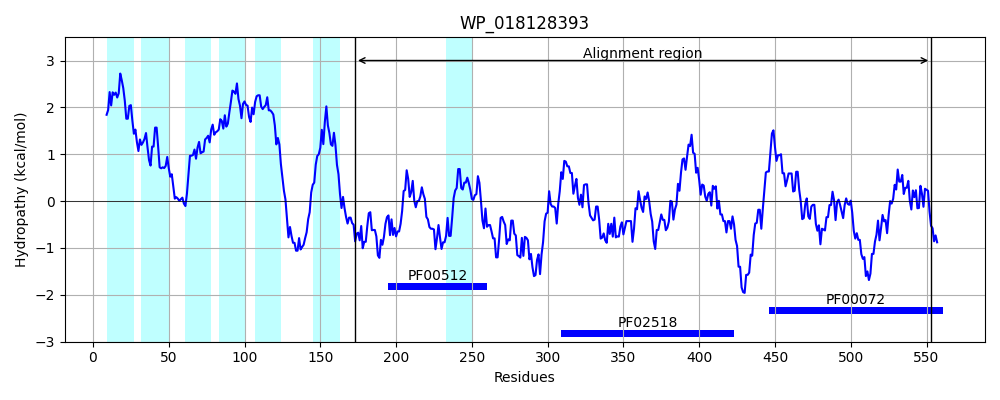 WP_018128393
Alignment region
Hydropathy (kcal/mol)
3
2
1
0
−1
−2
−3
PF00512
PF00072
PF02518
0
50
100
150
200
250
300
350
400
450
500
550
Residues